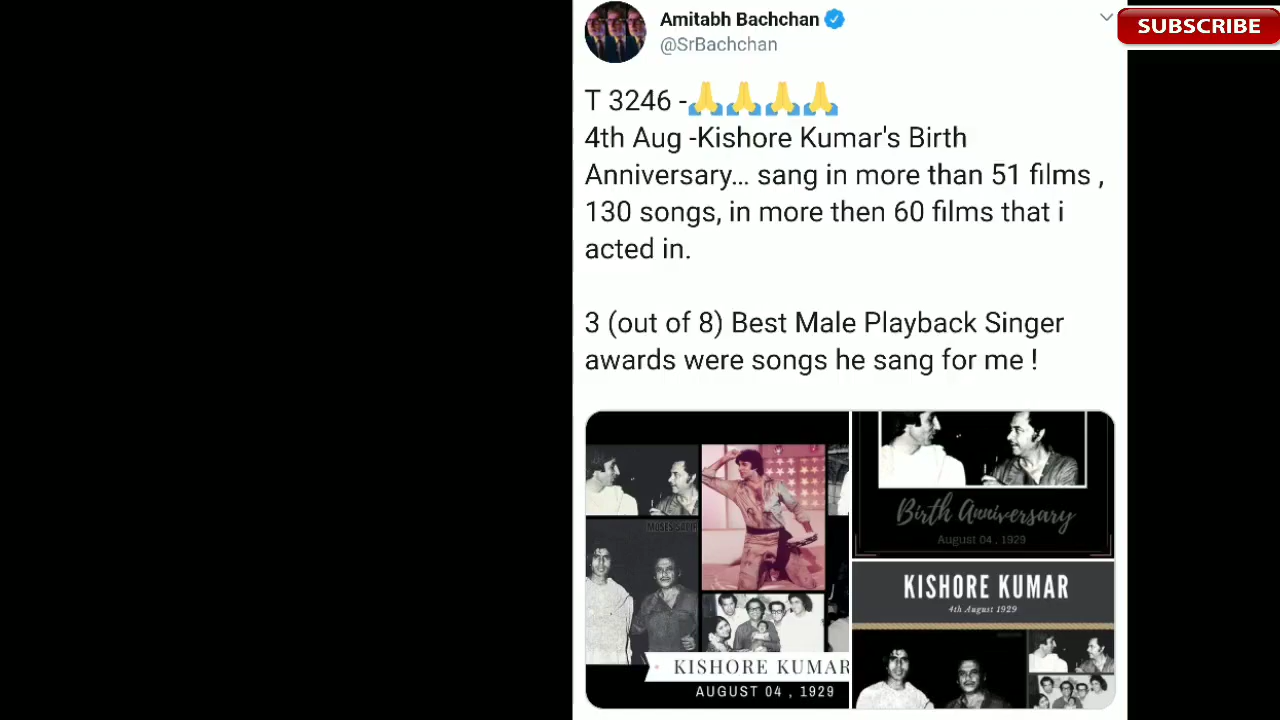 Amitabh Bachchan
SUBSCRIBE
@SrBachchan
T 3246 -🙏🙏🙏🙏
4th Aug -Kishore Kumar's Birth
Anniversary... sang in more than 51 films ,
130 songs, in more then 60 films that i
acted in.
3 (out of 8) Best Male Playback Singer
awards were songs he sang for me !
KISHORE KUMAR
AUGUST 04 , 1929
Birth Anniversary
August 04 , 1929
KISHORE KUMAR
4th August 1929